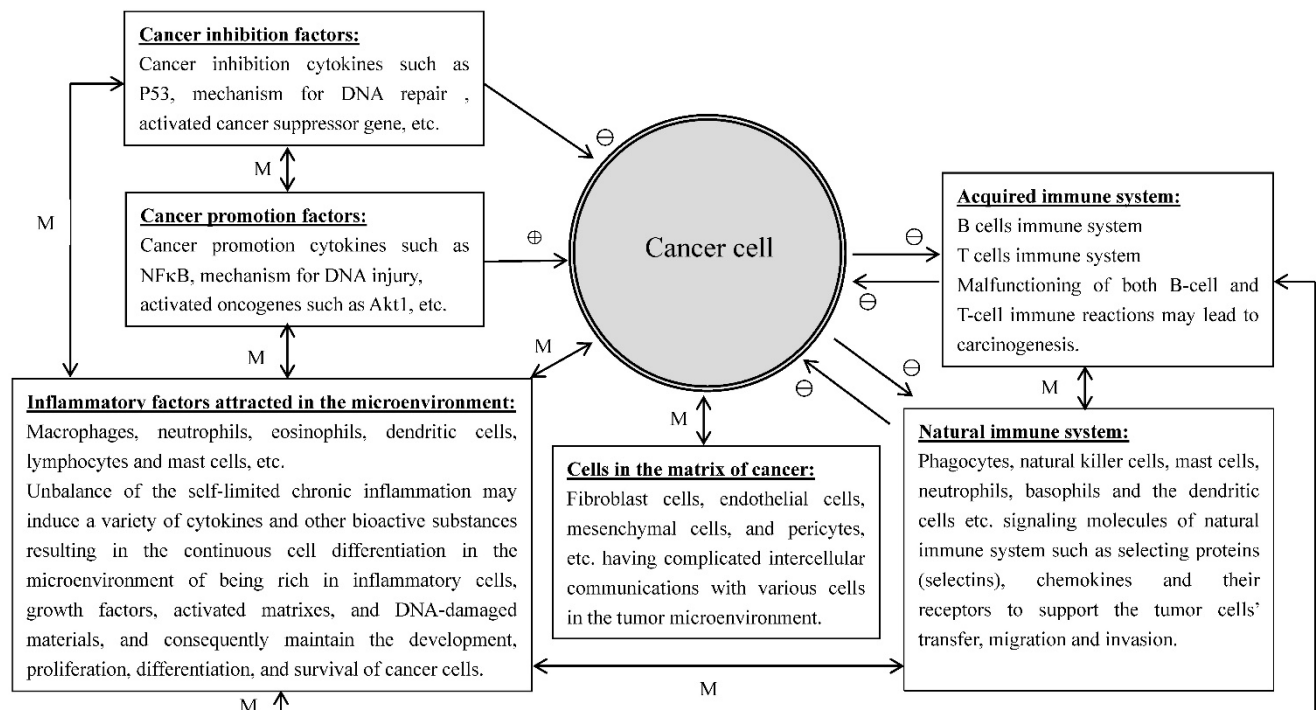 Cancer inhibition factors:
Cancer inhibition cytokines such as
P53, mechanism for DNA repair ,
activated cancer suppressor gene, etc.
⊖
M
M
Cancer promotion factors:
Cancer promotion cytokines such as
NFκB, mechanism for DNA injury,
activated oncogenes such as Akt1, etc.
⊕
Cancer cell
⊖
⊖
Acquired immune system:
B cells immune system
T cells immune system
Malfunctioning of both B-cell and
T-cell immune reactions may lead to
carcinogenesis.
M
M
⊖
⊖
M
Inflammatory factors attracted in the microenvironment:
Macrophages, neutrophils, eosinophils, dendritic cells,
lymphocytes and mast cells, etc.
Unbalance of the self-limited chronic inflammation may
induce a variety of cytokines and other bioactive substances
resulting in the continuous cell differentiation in the
microenvironment of being rich in inflammatory cells,
growth factors, activated matrixes, and DNA-damaged
materials, and consequently maintain the development,
proliferation, differentiation, and survival of cancer cells.
M
Cells in the matrix of cancer:
Fibroblast cells, endothelial cells,
mesenchymal cells, and pericytes,
etc. having complicated intercellular
communications with various cells
in the tumor microenvironment.
Natural immune system:
Phagocytes, natural killer cells, mast cells,
neutrophils, basophils and the dendritic
cells etc. signaling molecules of natural
immune system such as selecting proteins
(selectins), chemokines and their
receptors to support the tumor cells’
transfer, migration and invasion.
M
M